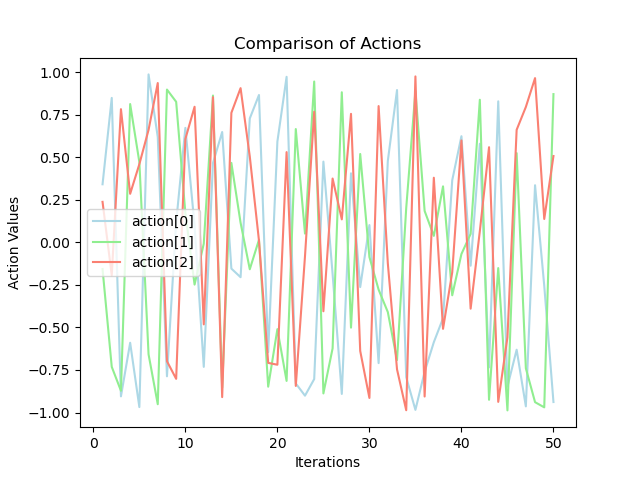 Comparison of Actions
1.00
0.75
0.50
0.25
0.00
−0.25
−0.50
−0.75
−1.00
Action Values
action[0]
action[1]
action[2]
0 10 20 30 40 50
Iterations